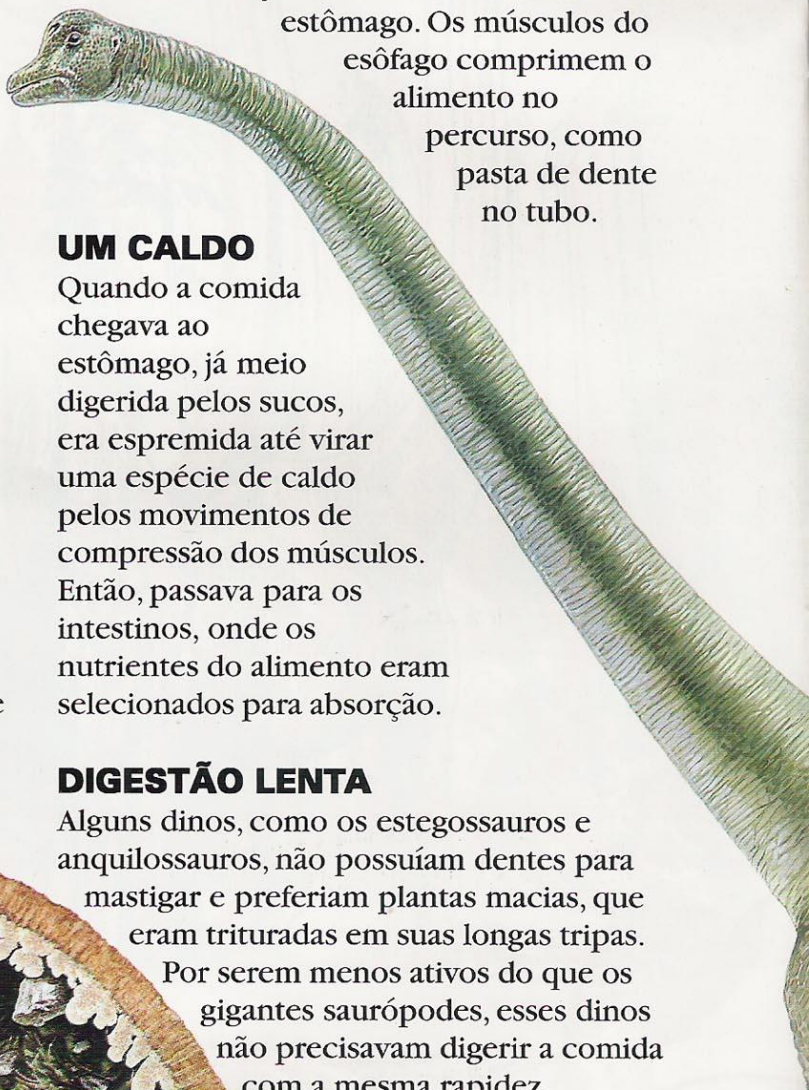 estômago. Os músculos do
esôfago comprimem o
alimento no
percurso, como
pasta de dente
no tubo.
UM CALDO
Quando a comida
chegava ao
estômago, já meio
digerida pelos sucos,
era espremida até virar
uma espécie de caldo
pelos movimentos de
compressão dos músculos.
Então, passava para os
intestinos, onde os
nutrientes do alimento eram
selecionados para absorção.
DIGESTÃO LENTA
Alguns dinos, como os estegossauros e
anquilossauros, não possuíam dentes para
mastigar e preferiam plantas macias, que
eram trituradas em suas longas tripas.
Por serem menos ativos do que os
gigantes saurópodes, esses dinos
não precisavam digerir a comida
com a mesma rapidez